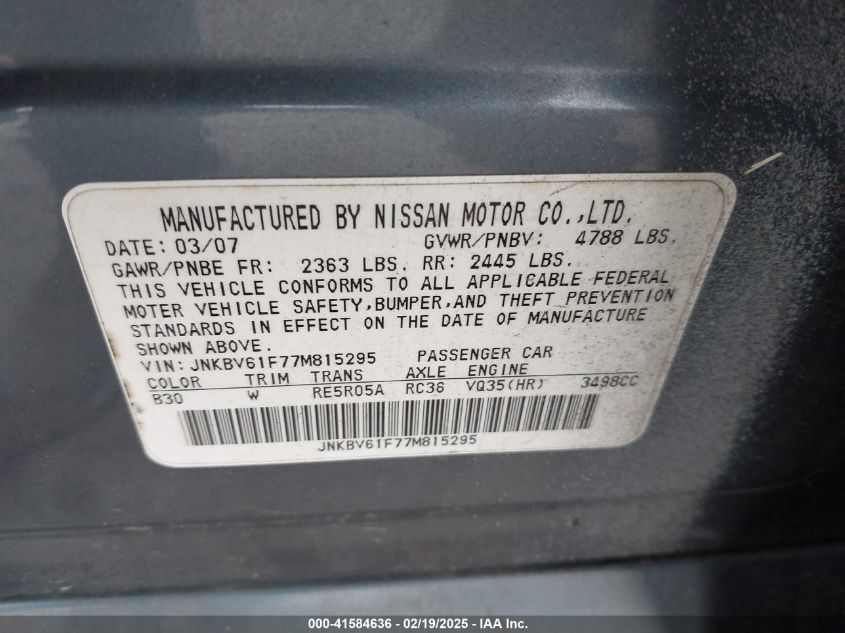 MANUFACTURED BY NISSAN MOTOR CO.,LTD.
DATE: 03/07 GVWR/PNBV: 4788 LBS.
GAWR/PNBE FR: 2363 LBS. RR: 2445 LBS.
THIS VEHICLE CONFORMS TO ALL APPLICABLE FEDERAL
MOTER VEHICLE SAFETY,BUMPER,AND THEFT PREVENTION
STANDARDS IN EFFECT ON THE DATE OF MANUFACTURE
SHOWN ABOVE.
VIN: JNKBV61F77M815295 PASSENGER CAR
COLOR TRIM TRANS AXLE ENGINE
B30 W RE5R05A RC36 VQ35(HR) 3498CC
JNKBV61F77M815295
000-41584636 - 02/19/2025 - IAA, Inc.